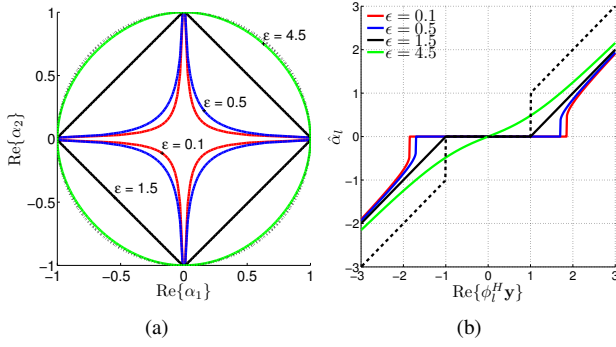 1
0.5
0
−0.5
−1
−1
−0.5
0
0.5
1
Re{α₂}
Re{α₁}
ε = 4.5
ε = 0.5
ε = 0.1
ε = 1.5
(a)
ϵ = 0.1
ϵ = 0.5
ϵ = 1.5
ϵ = 4.5
3
2
1
0
−1
−2
−3
−3
−2
−1
0
1
2
3
α̂_l
Re{ϕ_l^H y}
(b)